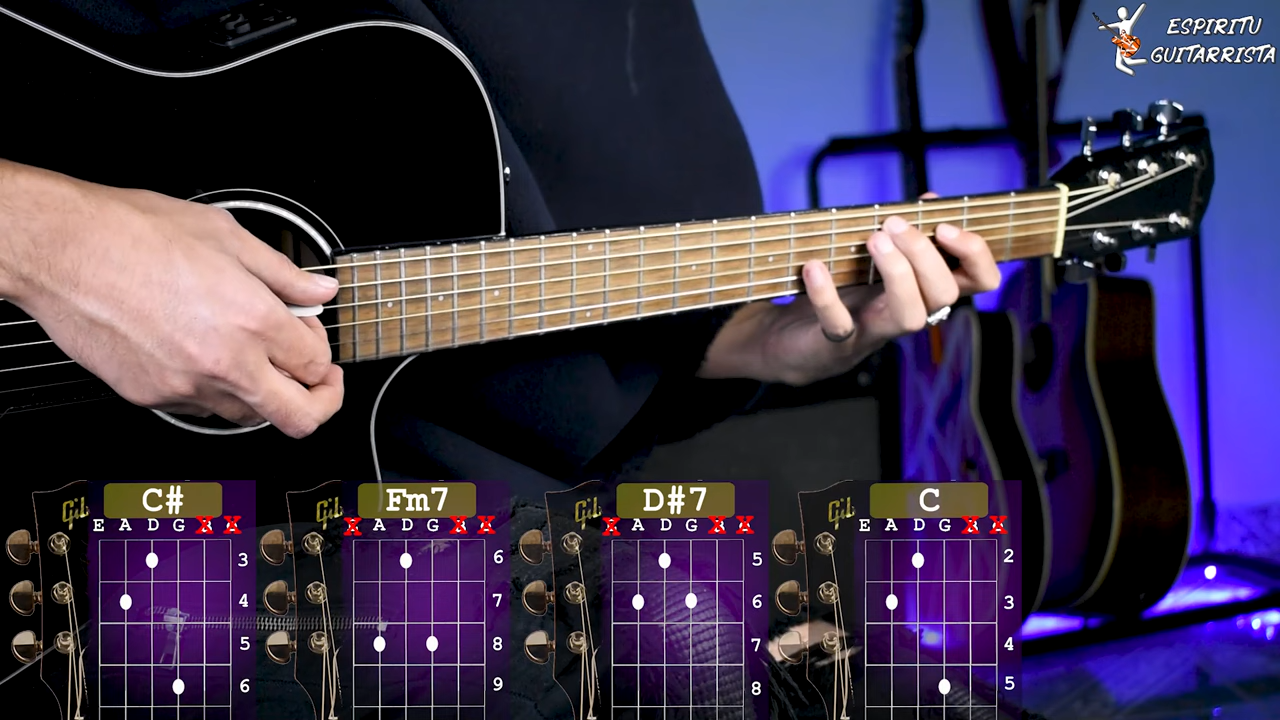 ESPIRITU
GUITARRISTA
C#
Fm7
D#7
C
E A D G X X
X A D G X X
X A D G X X
E A D G X X
3
4
5
6
6
7
8
9
5
6
7
8
2
3
4
5